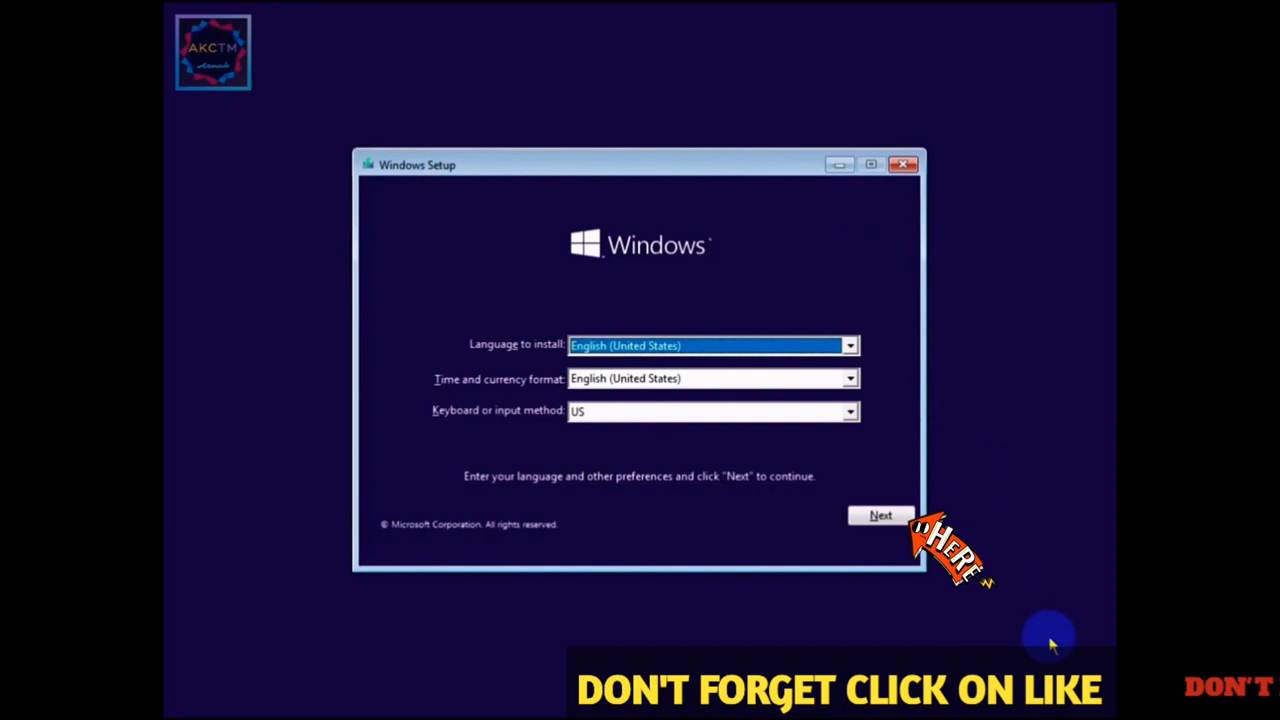 AKCTM
Windows Setup
Windows
Language to install: English (United States)
Time and currency format: English (United States)
Keyboard or input method: US
Enter your language and other preferences and click "Next" to continue.
Next
HERE
© Microsoft Corporation. All rights reserved.
DON'T FORGET CLICK ON LIKE
DON'T